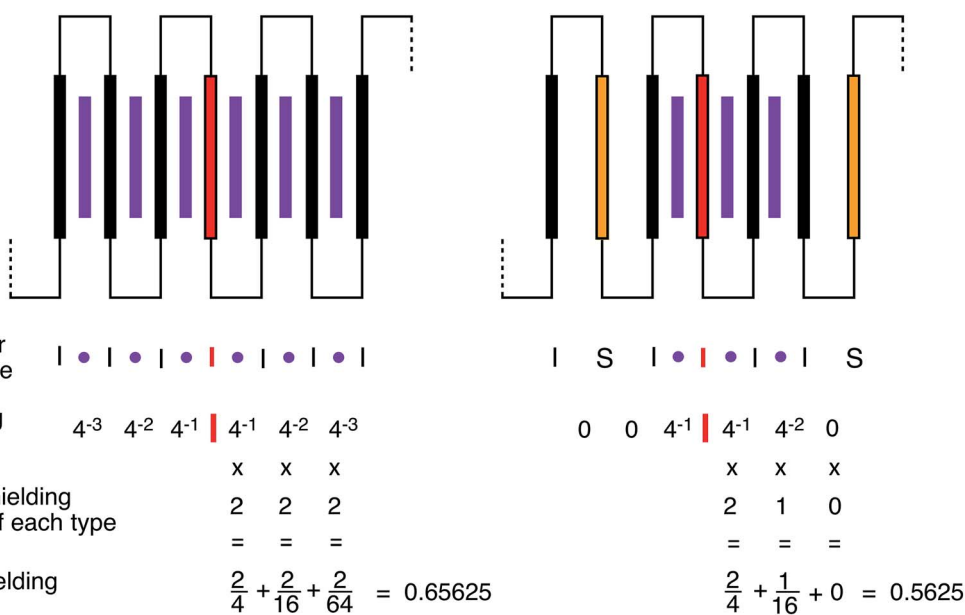 I • I • I • I • I • I • I
I S I • I • I • I S
4-3 4-2 4-1 | 4-1 4-2 4-3
0 0 4-1 | 4-1 4-2 0
x x x
x x x
ielding
2 2 2
2 1 0
f each type
= = =
= = =
elding
2/4 + 2/16 + 2/64 = 0.65625
2/4 + 1/16 + 0 = 0.5625